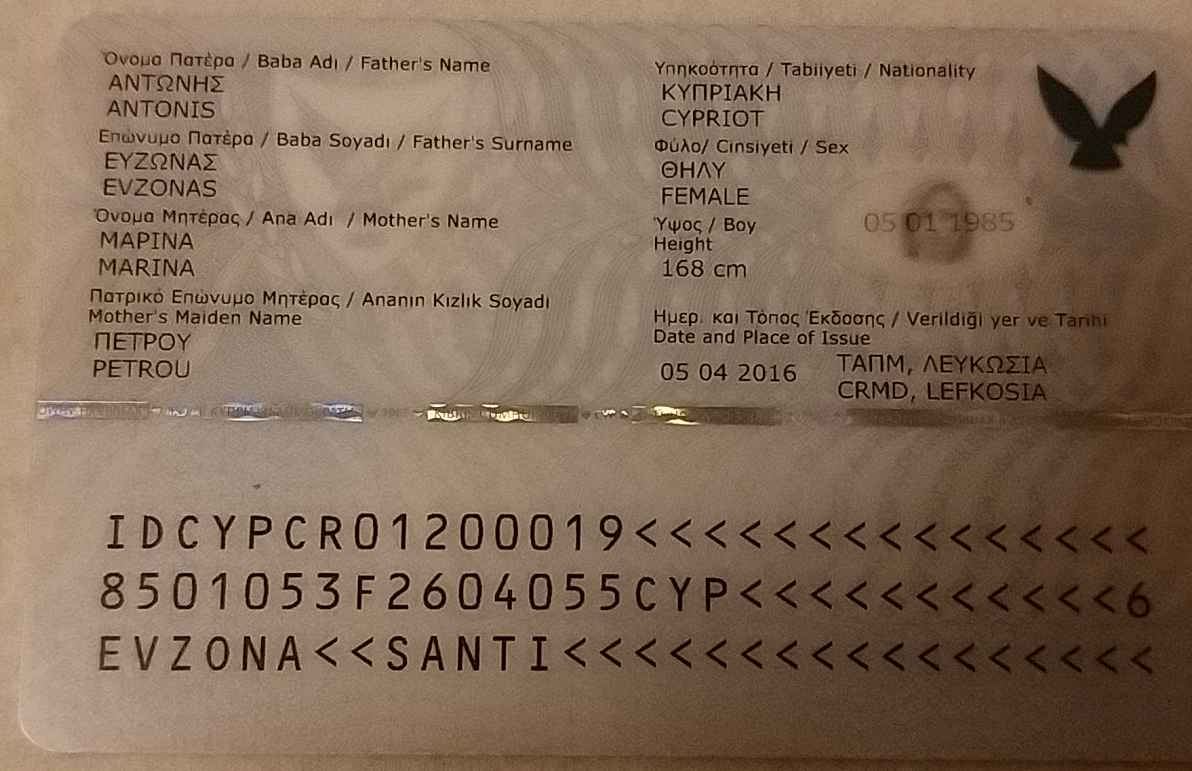 Όνομα Πατέρα / Baba Adı / Father's Name
ΑΝΤΩΝΗΣ
ANTONIS
Επώνυμο Πατέρα / Baba Soyadı / Father's Surname
ΕΥΖΩΝΑΣ
EVZONAS
Όνομα Μητέρας / Ana Adı / Mother's Name
ΜΑΡΙΝΑ
MARINA
Πατρικό Επώνυμο Μητέρας / Ananın Kızlık Soyadı
Mother's Maiden Name
ΠΕΤΡΟΥ
PETROU
Υπηκοότητα / Tabiiyeti / Nationality
ΚΥΠΡΙΑΚΗ
CYPRIOT
Φύλο/ Cinsiyeti / Sex
ΘΗΛΥ
FEMALE
Ύψος / Boy
Height
168 cm
05 01 1985
Ημερ. και Τόπος Έκδοσης / Verildiği yer ve Tarihi
Date and Place of Issue
05 04 2016
ΤΑΠΜ, ΛΕΥΚΩΣΙΑ
CRMD, LEFKOSIA
IDCYPCR01200019<<<<<<<<<<<<<<<
8501053F2604055CYP<<<<<<<<<<<6
EVZONA<<SANTI<<<<<<<<<<<<<<<<<